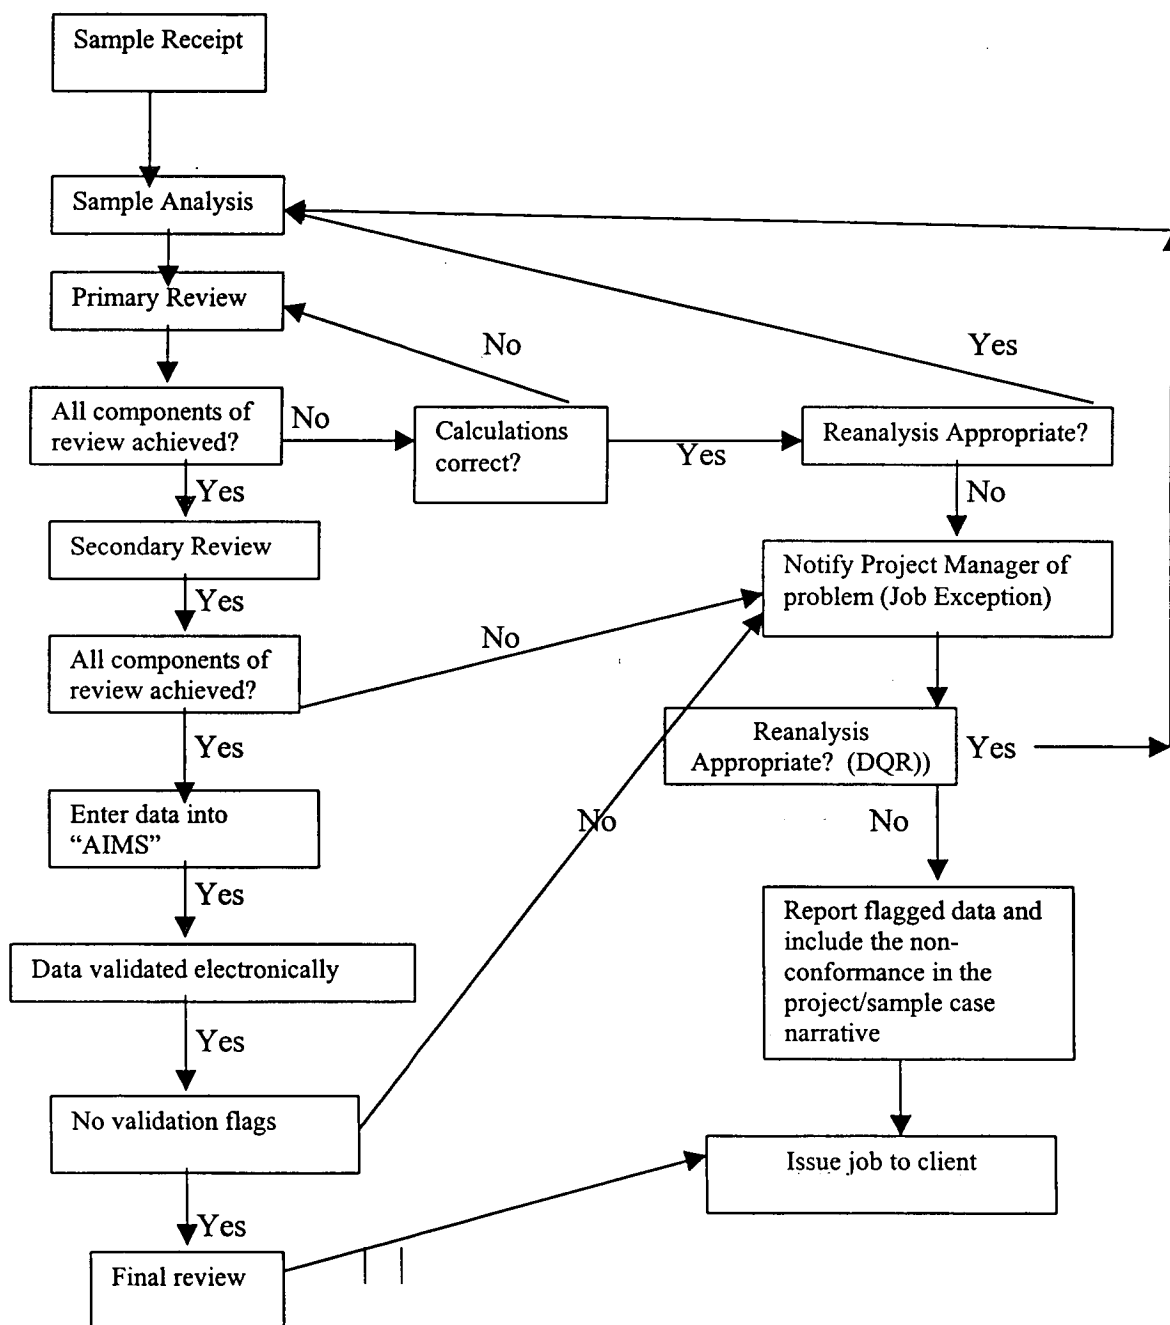 Sample Receipt
Sample Analysis
Primary Review
No
Yes
All components of
review achieved?
No
Calculations
correct?
Yes
Reanalysis Appropriate?
Yes
No
Secondary Review
Notify Project Manager of
problem (Job Exception)
Yes
No
All components of
review achieved?
Yes
Reanalysis
Appropriate? (DQR))
Yes
Enter data into
“AIMS”
No
No
Yes
Report flagged data and
include the non-
conformance in the
project/sample case
narrative
Data validated electronically
Yes
No validation flags
Issue job to client
Yes
Final review